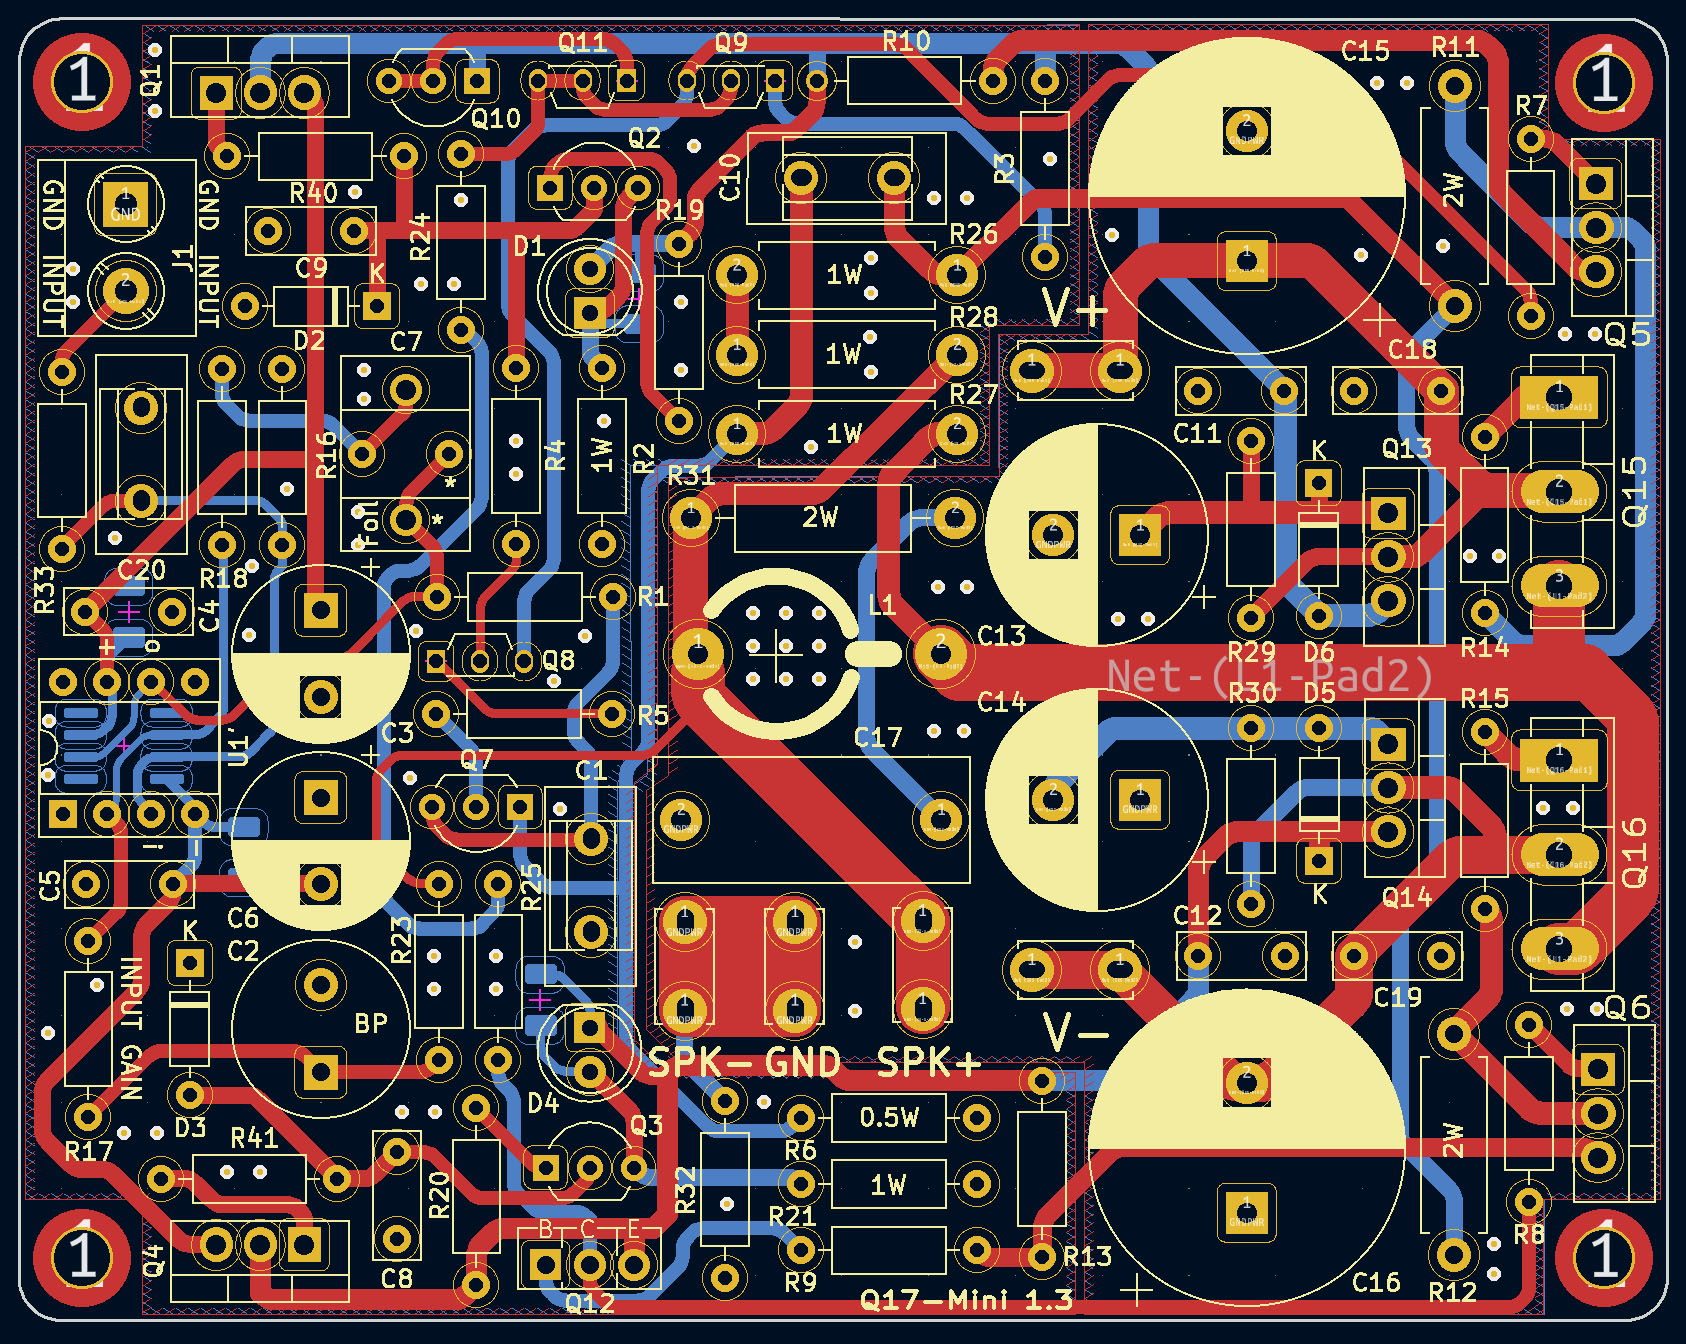 1
1
Q1
Q11
Q9
R10
C15
R11
Q10
Q2
R7
R40
C10
R3
2W
1
GND
GND INPUT
GND INPUT
J1
R24
R19
R26
C9
D1
K
1W
V+
R28
D2
C7
1W
C18
Q5
R27
R16
1W
C11
Q13
*
*
foil
R4
1W
R2
R31
K
Q15
2W
C20
R18
R33
C4
R1
L1
C13
+
o
Q8
R29
D6
R14
Net-(L1-Pad2)
C14
R30
D5
R15
R5
C3
C17
U1'
Q7
C1
i
-
C5
R25
C6
C2
R23
K
Q14
C12
Q16
K
INPUT GAIN
BP
C19
Q6
V-
SPK-
GND
SPK+
D4
D3
R17
R41
Q3
0.5W
R6
2W
R20
R32
1W
R21
B
C
E
R13
R8
Q4
C8
R9
C16
R12
Q12
Q17-Mini 1.3
1
1